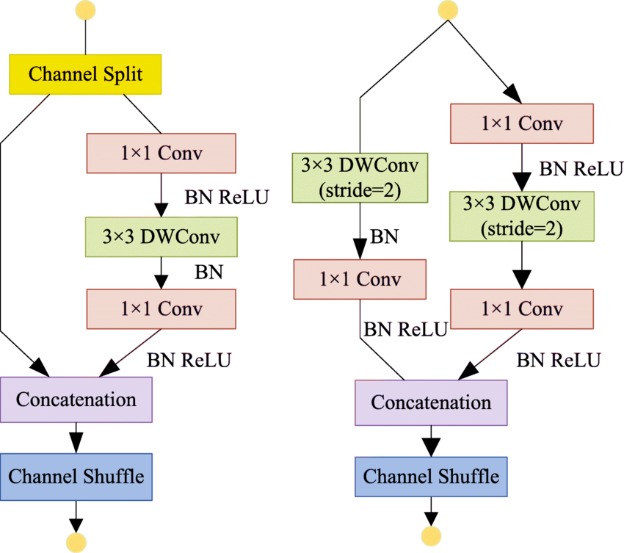 Channel Split
1×1 Conv
BN ReLU
3×3 DWConv
BN
1×1 Conv
BN ReLU
Concatenation
Channel Shuffle
1×1 Conv
BN ReLU
3×3 DWConv
(stride=2)
3×3 DWConv
(stride=2)
BN
1×1 Conv
1×1 Conv
BN ReLU
BN ReLU
Concatenation
Channel Shuffle